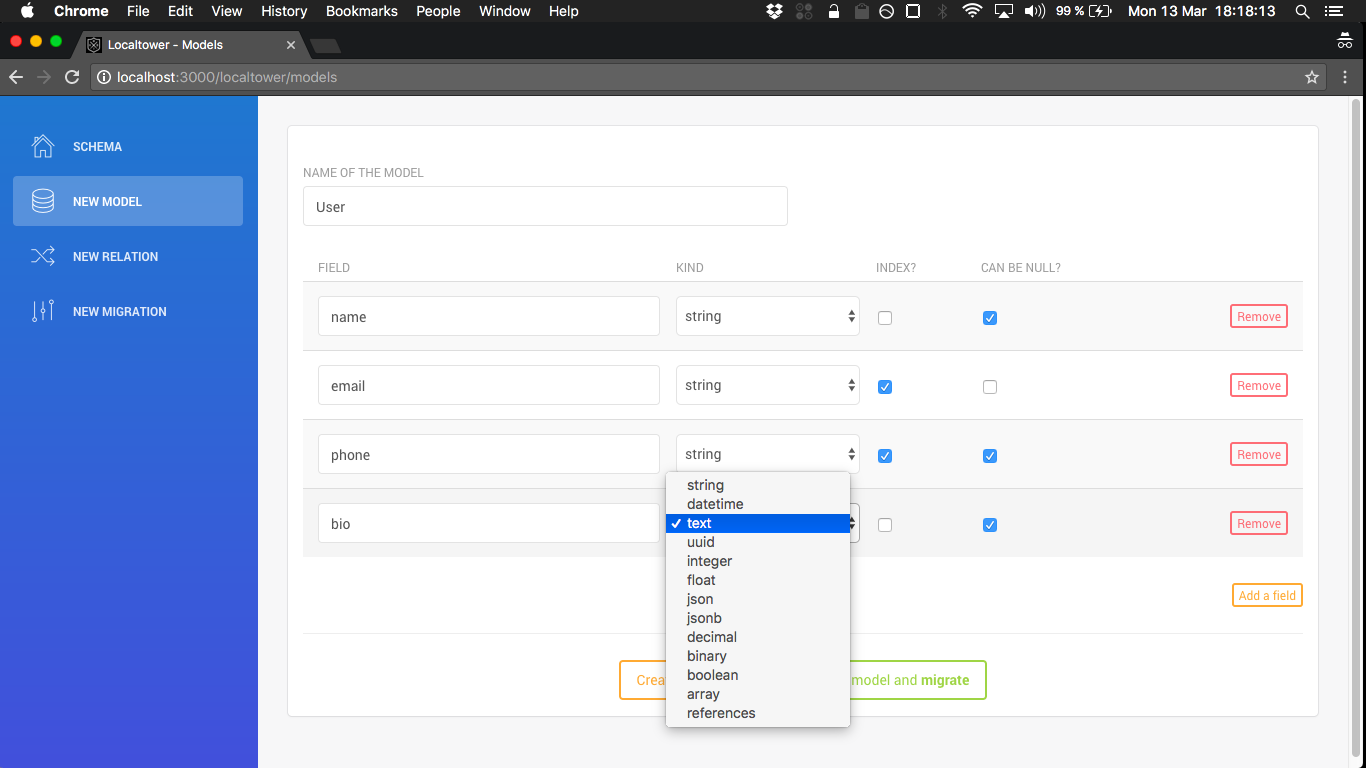 Chrome File Edit View History Bookmarks People Window Help 99 % Mon 13 Mar 18:18:13
Localtower - Models
localhost:3000/localtower/models
SCHEMA
NEW MODEL
NEW RELATION
NEW MIGRATION
NAME OF THE MODEL
User
FIELD KIND INDEX? CAN BE NULL?
name string Remove
email string Remove
phone string Remove
bio Remove
string
datetime
text
uuid
integer
float
json
jsonb
decimal
binary
boolean
array
references
Add a field
model and migrate